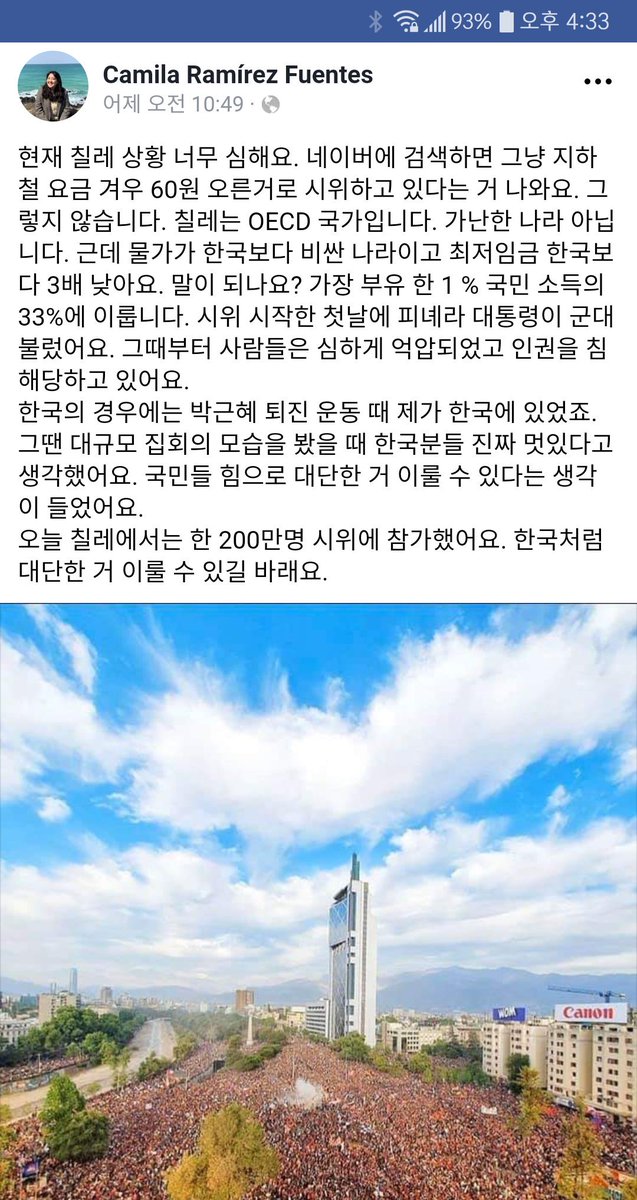 93% 오후 4:33
Camila Ramírez Fuentes
어제 오전 10:49 ·
현재 칠레 상황 너무 심해요. 네이버에 검색하면 그냥 지하
철 요금 겨우 60원 오른거로 시위하고 있다는 거 나와요. 그
렇지 않습니다. 칠레는 OECD 국가입니다. 가난한 나라 아닙
니다. 근데 물가가 한국보다 비싼 나라이고 최저임금 한국보
다 3배 낮아요. 말이 되나요? 가장 부유 한 1 % 국민 소득의
33%에 이룹니다. 시위 시작한 첫날에 피녜라 대통령이 군대
불렀어요. 그때부터 사람들은 심하게 억압되었고 인권을 침
해당하고 있어요.
한국의 경우에는 박근혜 퇴진 운동 때 제가 한국에 있었죠.
그땐 대규모 집회의 모습을 봤을 때 한국분들 진짜 멋있다고
생각했어요. 국민들 힘으로 대단한 거 이룰 수 있다는 생각
이 들었어요.
오늘 칠레에서는 한 200만명 시위에 참가했어요. 한국처럼
대단한 거 이룰 수 있길 바래요.
WOM
Canon